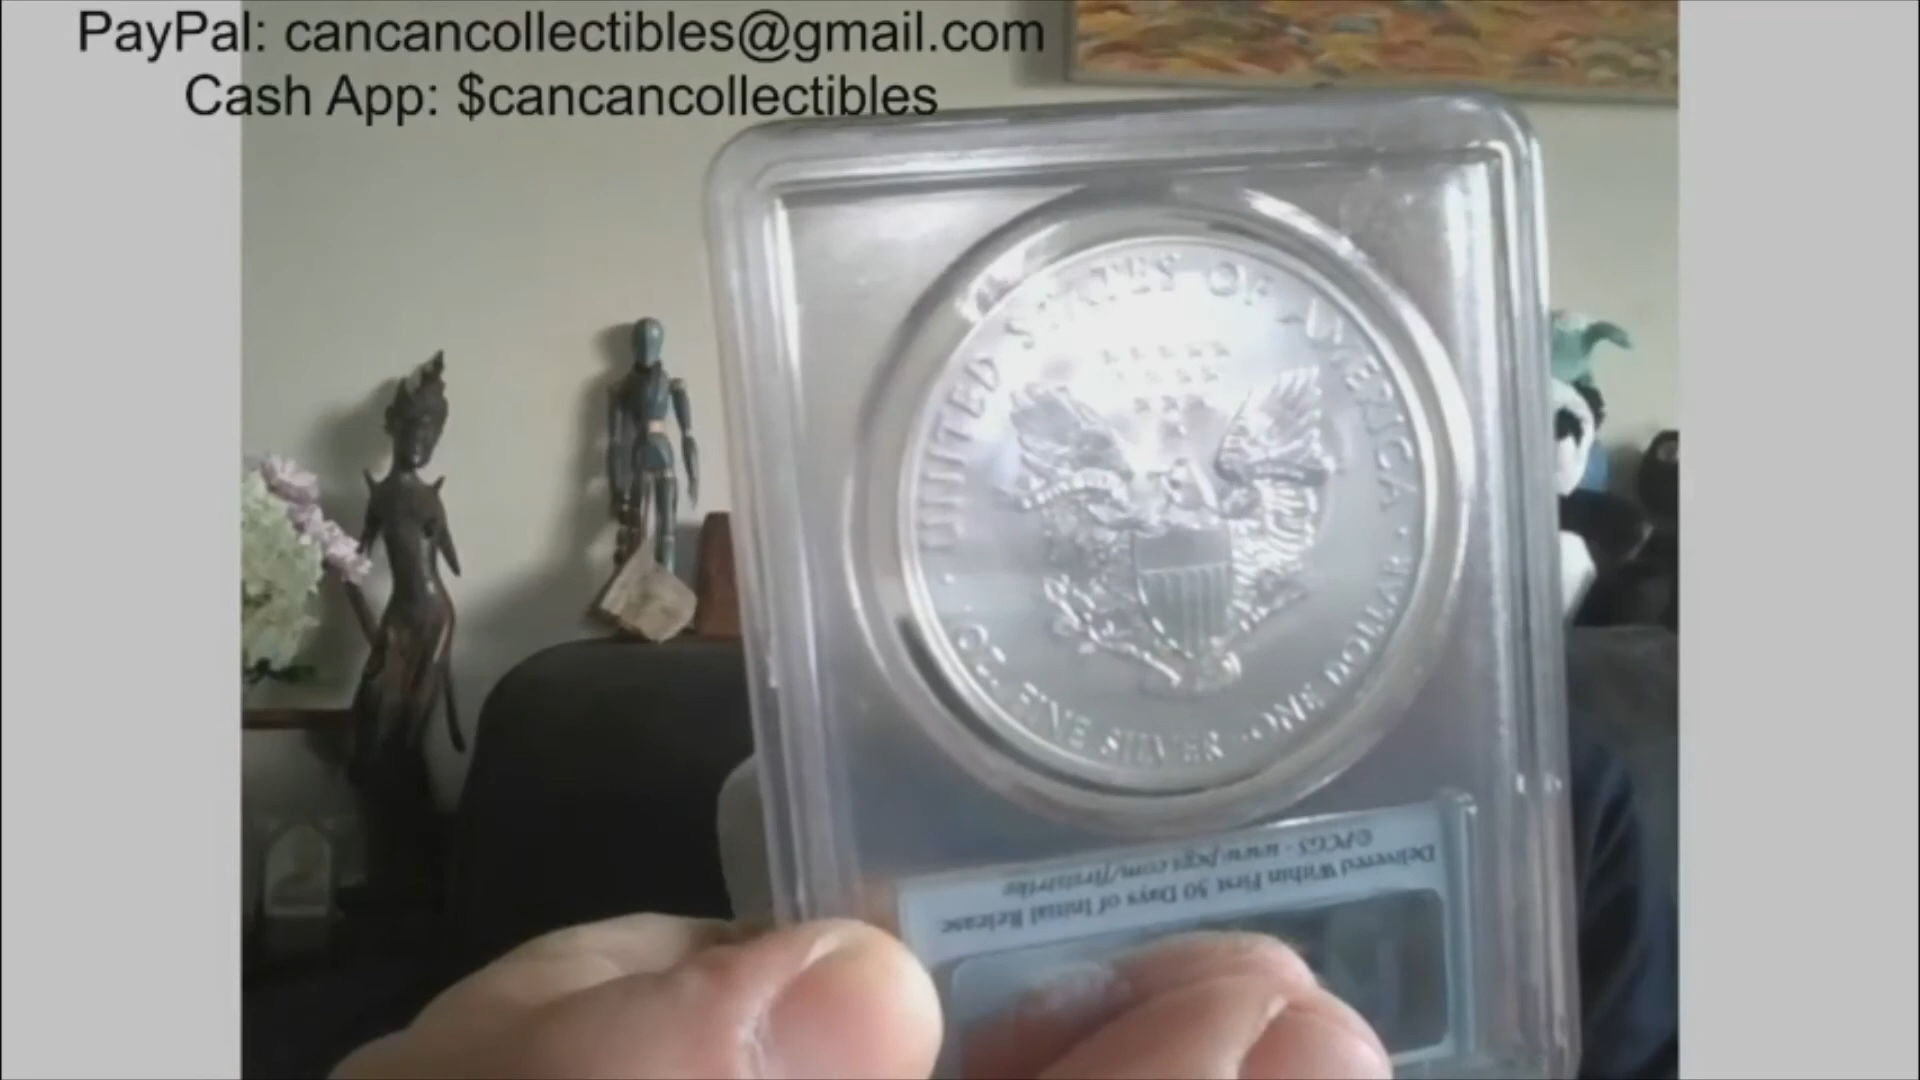 PayPal: cancancollectibles@gmail.com
Cash App: $cancancollectibles
UNITED STATES OF AMERICA
OZ. FINE SILVER - ONE DOLLAR
Delivered Within First 30 Days of Initial Release
©PCGS - www.pcgs.com/firststrike